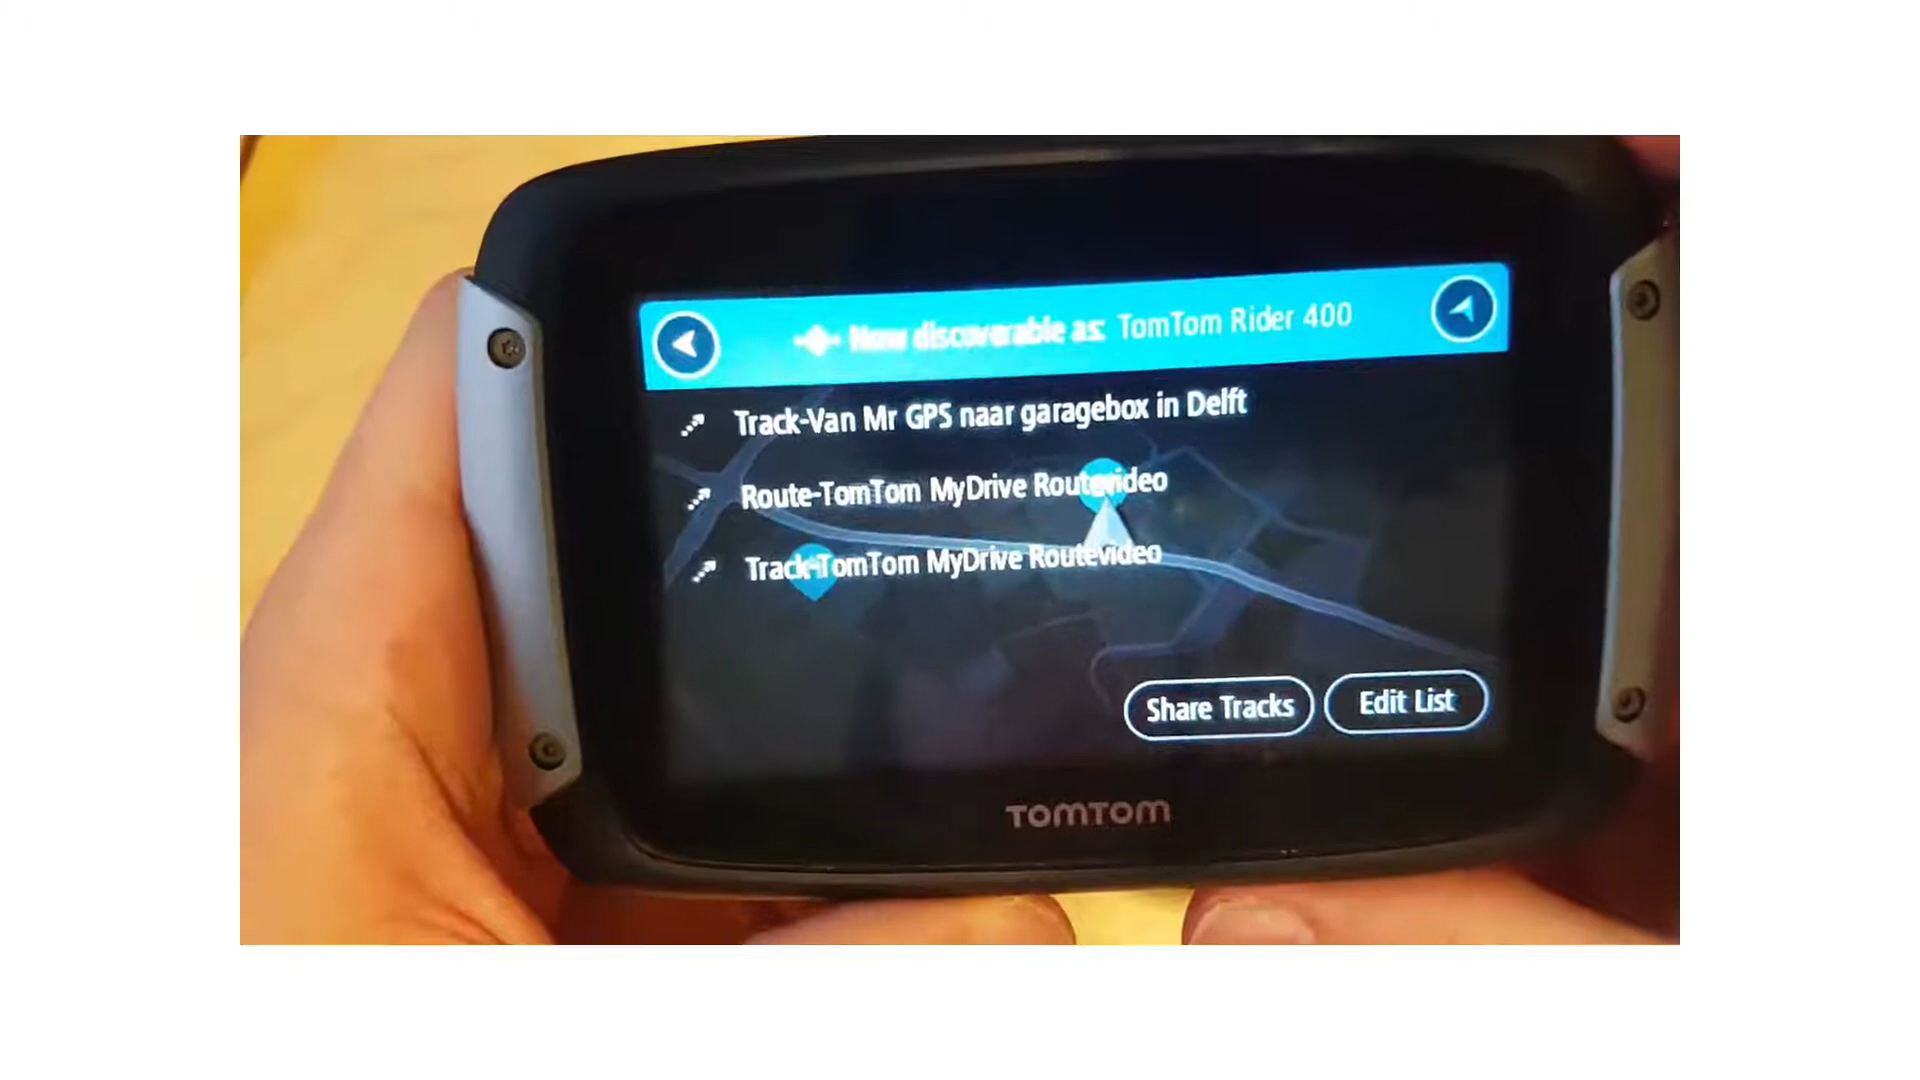 Now discoverable as: TomTom Rider 400
Track-Van Mr GPS naar garagebox in Delft
Route-TomTom MyDrive Routevideo
Track-TomTom MyDrive Routevideo
Share Tracks Edit List
TOMTOM